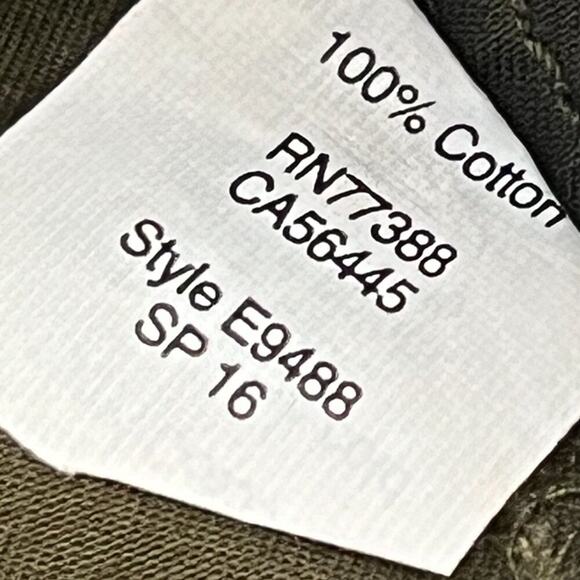 100% Cotton
RN77388
CA56445
Style E9488
SP 16